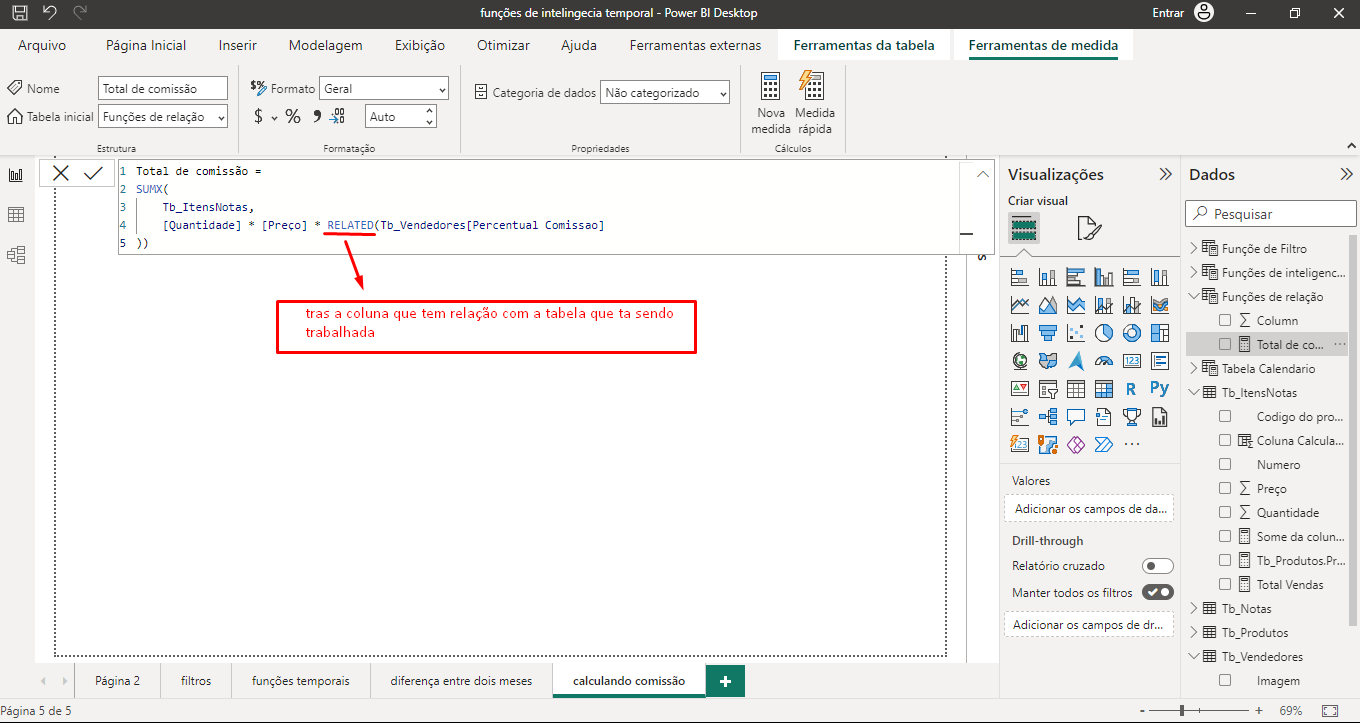 funções de intelingecia temporal - Power BI Desktop
Entrar
Arquivo
Página Inicial
Inserir
Modelagem
Exibição
Otimizar
Ajuda
Ferramentas externas
Ferramentas da tabela
Ferramentas de medida
Nome
Total de comissão
Tabela inicial
Funções de relação
Estrutura
Formato
Geral
$
%
Auto
Formatação
Categoria de dados
Não categorizado
Propriedades
Nova
medida
Medida
rápida
Cálculos
1 Total de comissão =
2 SUMX(
3 Tb_ItensNotas,
4 [Quantidade] * [Preço] * RELATED(Tb_Vendedores[Percentual Comissao]
5 ))
tras a coluna que tem relação com a tabela que ta sendo
trabalhada
Visualizações
Criar visual
123
R
Py
123
Valores
Adicionar os campos de da...
Drill-through
Relatório cruzado
Manter todos os filtros
Adicionar os campos de dr...
Dados
Pesquisar
Funçõe de Filtro
Funções de inteligenc...
Funções de relação
Column
Total de co...
Tabela Calendario
Tb_ItensNotas
Codigo do pro...
Coluna Calcula...
Numero
Preço
Quantidade
Some da colun...
Tb_Produtos.Pr...
Total Vendas
Tb_Notas
Tb_Produtos
Tb_Vendedores
Imagem
Página 2
filtros
funções temporais
diferença entre dois meses
calculando comissão
Página 5 de 5
- + 69%